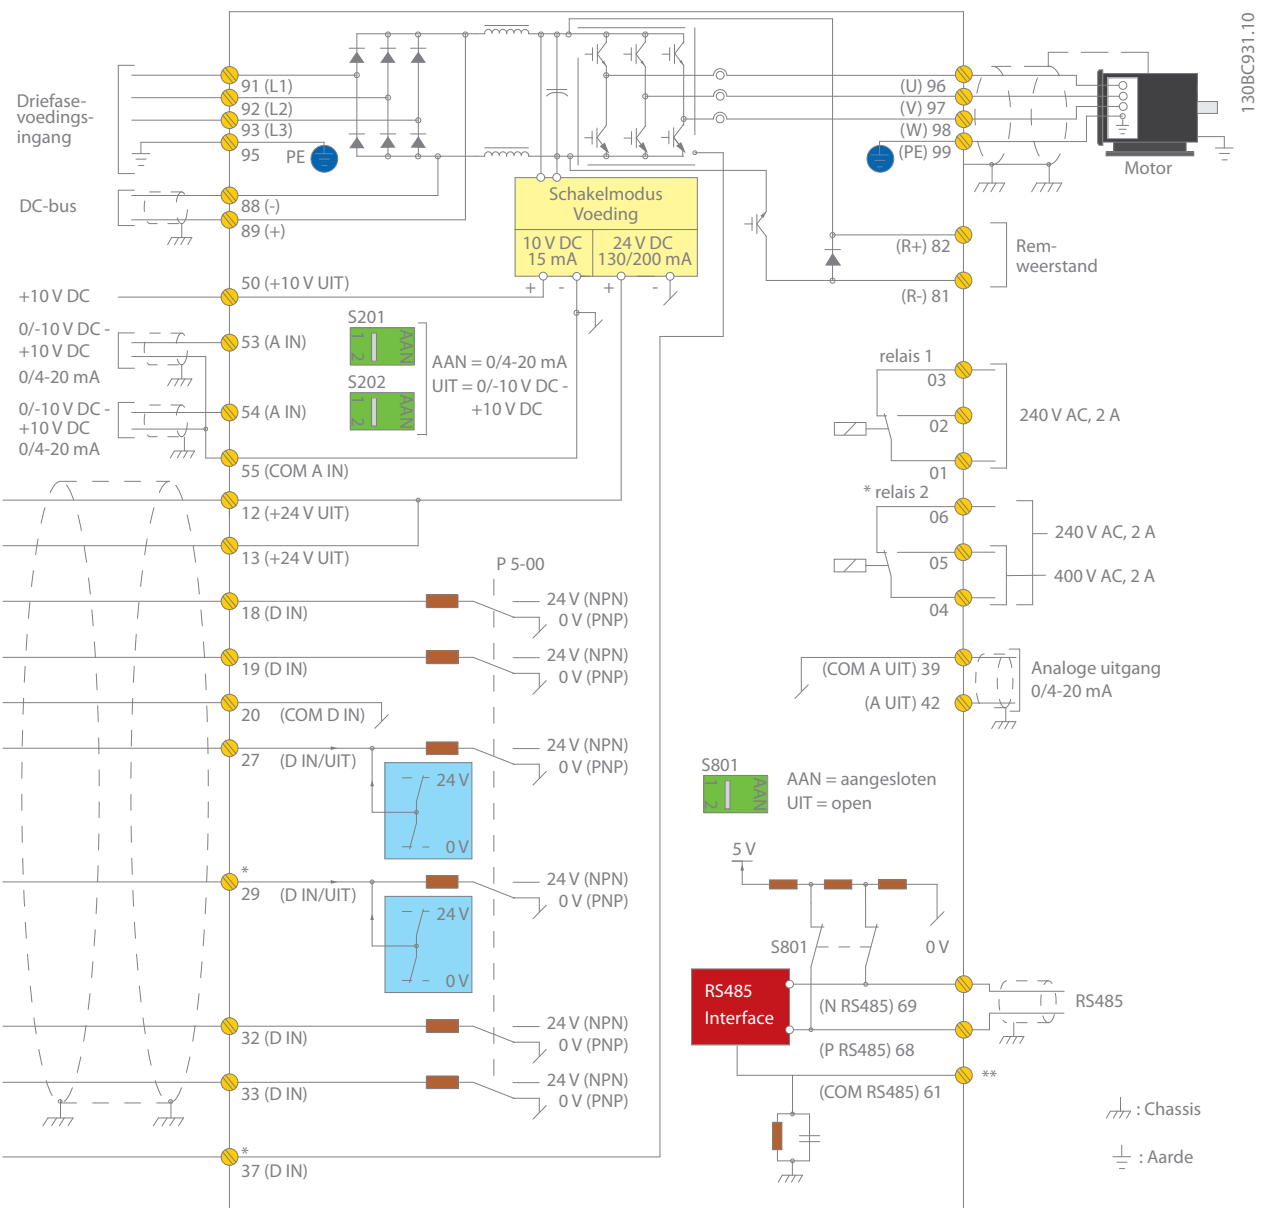 130BC931.10
Driefase-
voedings-
ingang
91 (L1)
92 (L2)
93 (L3)
95
PE
DC-bus
88 (-)
89 (+)
+10 V DC
50 (+10 V UIT)
0/-10 V DC -
+10 V DC
0/4-20 mA
53 (A IN)
0/-10 V DC -
+10 V DC
0/4-20 mA
54 (A IN)
55 (COM A IN)
12 (+24 V UIT)
13 (+24 V UIT)
18 (D IN)
19 (D IN)
20 (COM D IN)
27 (D IN/UIT)
*
29 (D IN/UIT)
32 (D IN)
33 (D IN)
*
37 (D IN)
Schakelmodus
Voeding
10 V DC
15 mA
24 V DC
130/200 mA
+ - + -
S201
1 2 AAN
S202
1 2 AAN
AAN = 0/4-20 mA
UIT = 0/-10 V DC -
+10 V DC
P 5-00
24 V (NPN)
0 V (PNP)
24 V (NPN)
0 V (PNP)
24 V (NPN)
0 V (PNP)
24 V
0 V
24 V (NPN)
0 V (PNP)
24 V
0 V
24 V (NPN)
0 V (PNP)
24 V (NPN)
0 V (PNP)
(U) 96
(V) 97
(W) 98
(PE) 99
Motor
(R+) 82
(R-) 81
Rem-
weerstand
relais 1
03
02
01
240 V AC, 2 A
* relais 2
06
05
04
240 V AC, 2 A
400 V AC, 2 A
(COM A UIT) 39
(A UIT) 42
Analoge uitgang
0/4-20 mA
S801
1 2 AAN
AAN = aangesloten
UIT = open
5 V
S801
0 V
RS485
Interface
(N RS485) 69
(P RS485) 68
(COM RS485) 61
**
RS485
: Chassis
: Aarde